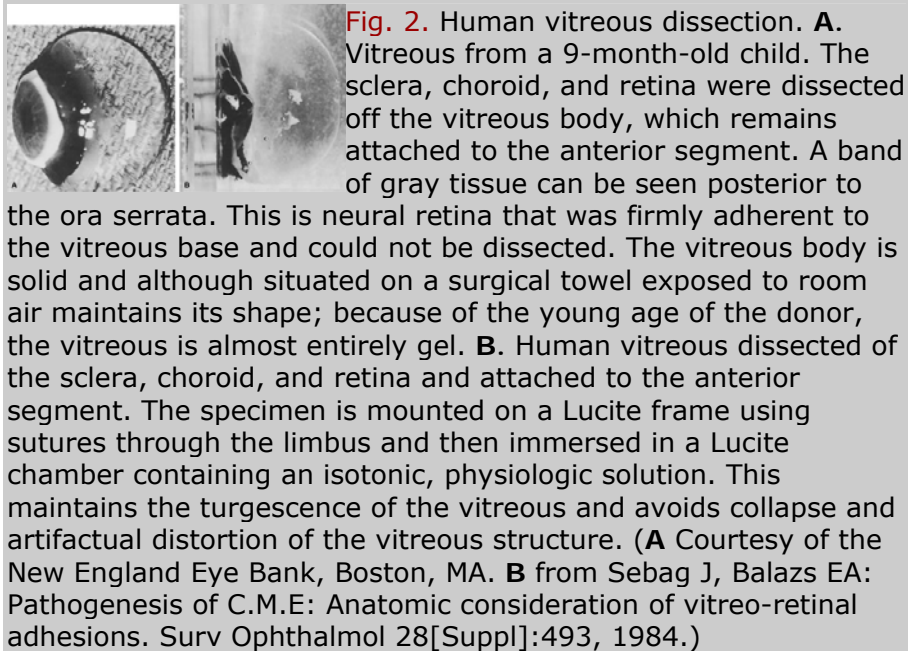 Fig. 2. Human vitreous dissection. A.
Vitreous from a 9-month-old child. The
sclera, choroid, and retina were dissected
off the vitreous body, which remains
attached to the anterior segment. A band
of gray tissue can be seen posterior to
the ora serrata. This is neural retina that was firmly adherent to
the vitreous base and could not be dissected. The vitreous body is
solid and although situated on a surgical towel exposed to room
air maintains its shape; because of the young age of the donor,
the vitreous is almost entirely gel. B. Human vitreous dissected of
the sclera, choroid, and retina and attached to the anterior
segment. The specimen is mounted on a Lucite frame using
sutures through the limbus and then immersed in a Lucite
chamber containing an isotonic, physiologic solution. This
maintains the turgescence of the vitreous and avoids collapse and
artifactual distortion of the vitreous structure. (A Courtesy of the
New England Eye Bank, Boston, MA. B from Sebag J, Balazs EA:
Pathogenesis of C.M.E: Anatomic consideration of vitreo-retinal
adhesions. Surv Ophthalmol 28[Suppl]:493, 1984.)
A
B